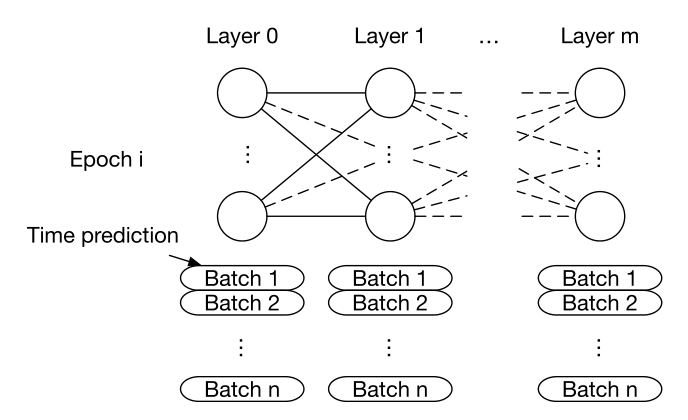 Layer 0 Layer 1 … Layer m
⋮ ⋮ ⋮
Epoch i
Time prediction
Batch 1 Batch 1 Batch 1
Batch 2 Batch 2 Batch 2
⋮ ⋮ ⋮
Batch n Batch n Batch n